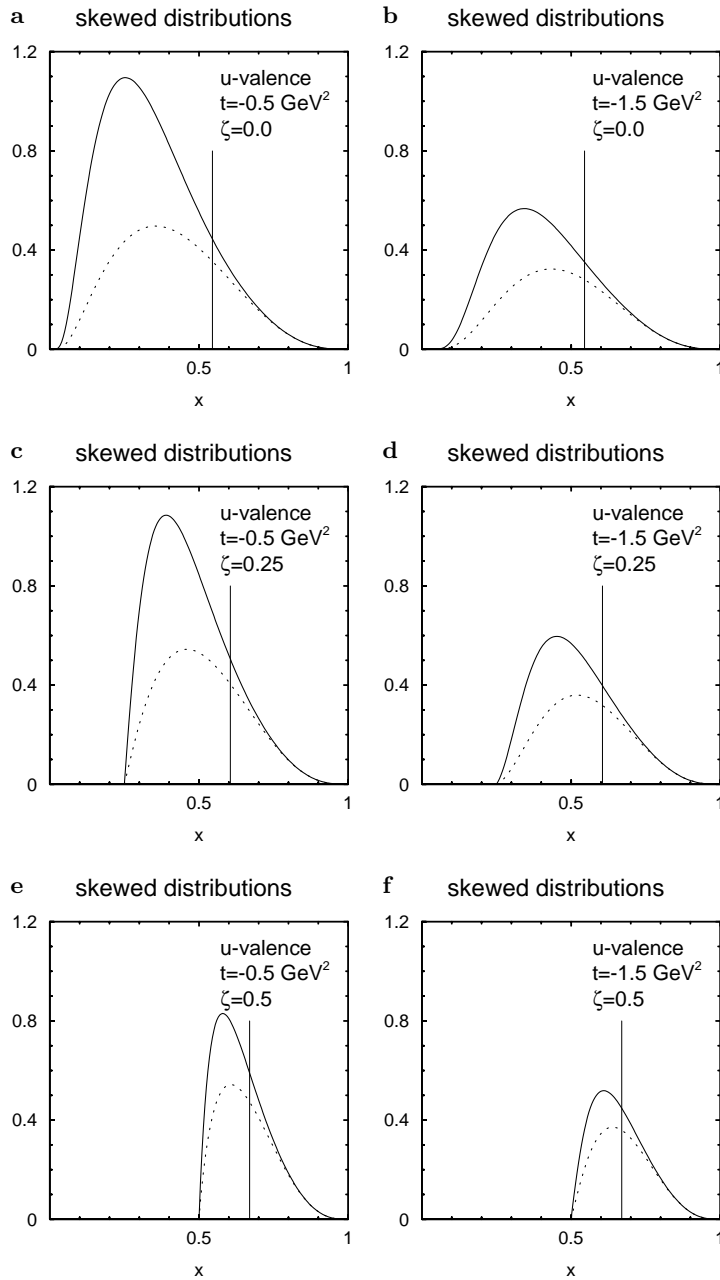 a skewed distributions
1.2
0.8
0.4
0
u-valence
t=-0.5 GeV²
ζ=0.0
0.5 1
x
b skewed distributions
1.2
0.8
0.4
0
u-valence
t=-1.5 GeV²
ζ=0.0
0.5 1
x
c skewed distributions
1.2
0.8
0.4
0
u-valence
t=-0.5 GeV²
ζ=0.25
0.5 1
x
d skewed distributions
1.2
0.8
0.4
0
u-valence
t=-1.5 GeV²
ζ=0.25
0.5 1
x
e skewed distributions
1.2
0.8
0.4
0
u-valence
t=-0.5 GeV²
ζ=0.5
0.5 1
x
f skewed distributions
1.2
0.8
0.4
0
u-valence
t=-1.5 GeV²
ζ=0.5
0.5 1
x